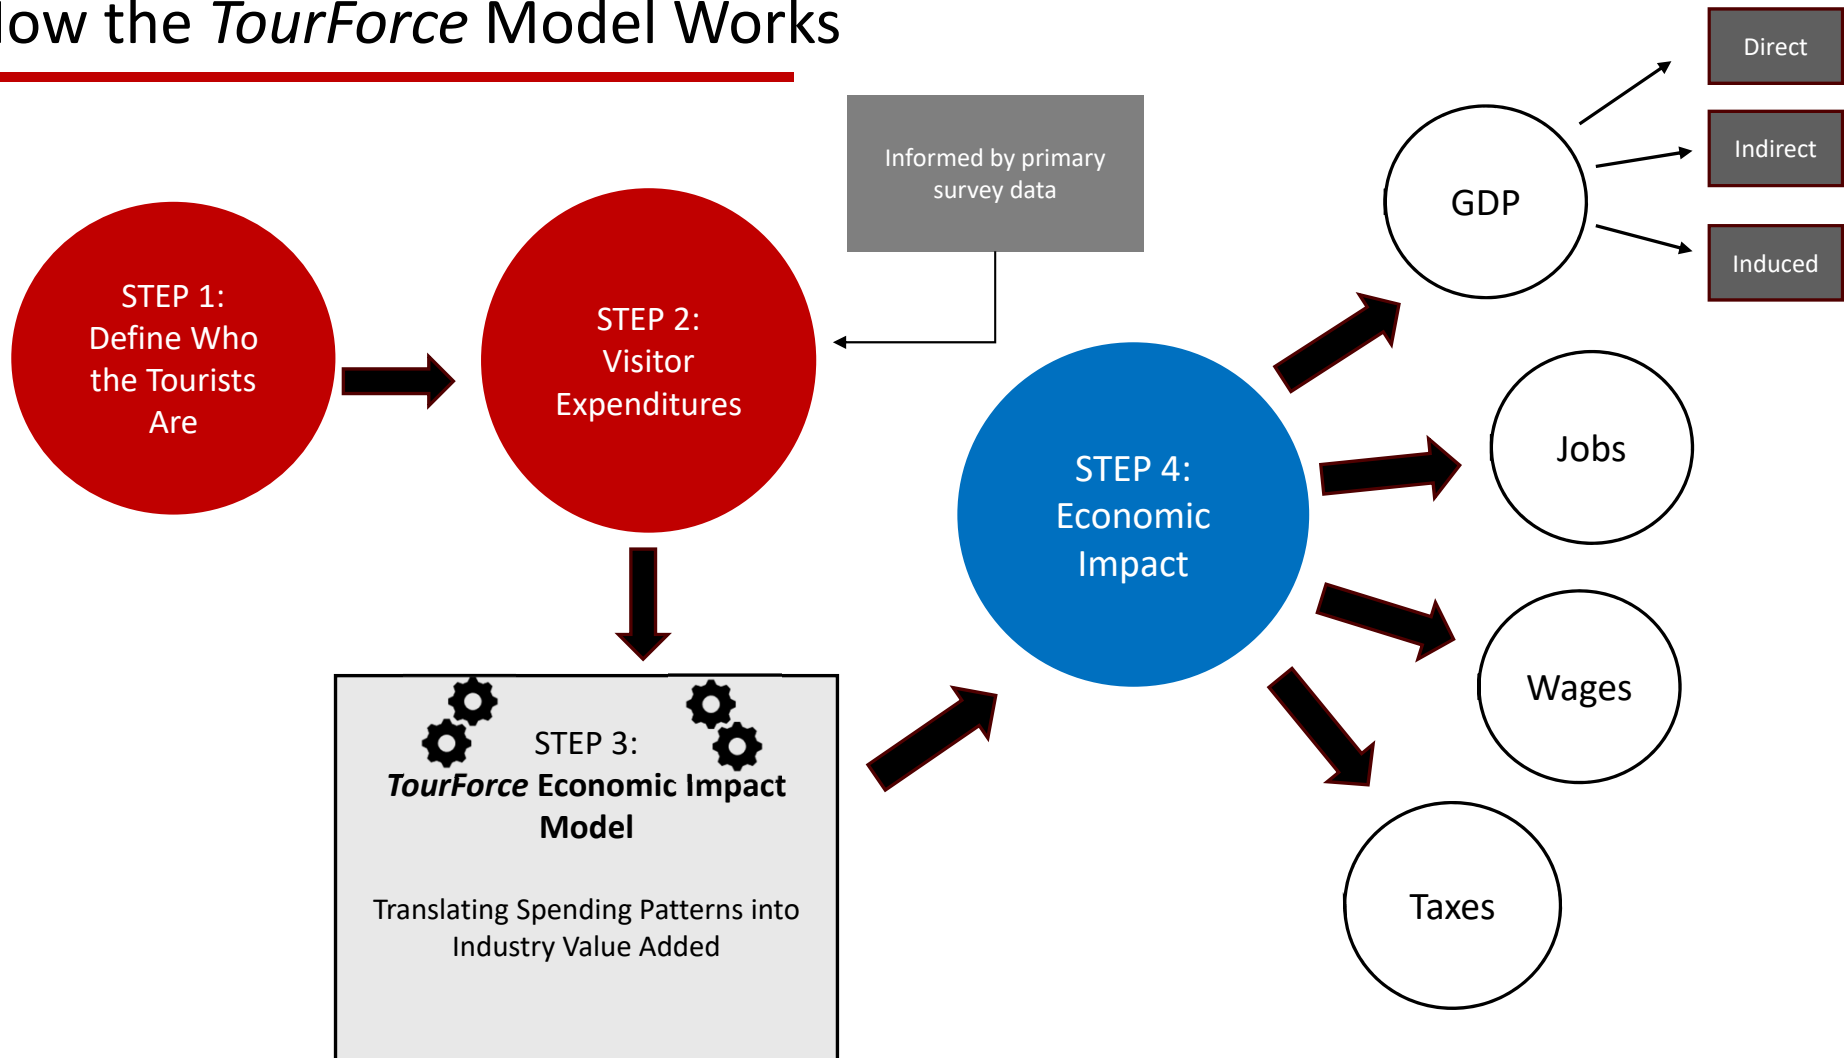 the TourForce Model Works
Direct
Informed by primary
survey data
Indirect
GDP
Induced
STEP 1:
Define Who
the Tourists
Are
STEP 2:
Visitor
Expenditures
STEP 4:
Economic
Impact
Jobs
Wages
STEP 3:
TourForce Economic Impact
Model
Translating Spending Patterns into
Industry Value Added
Taxes